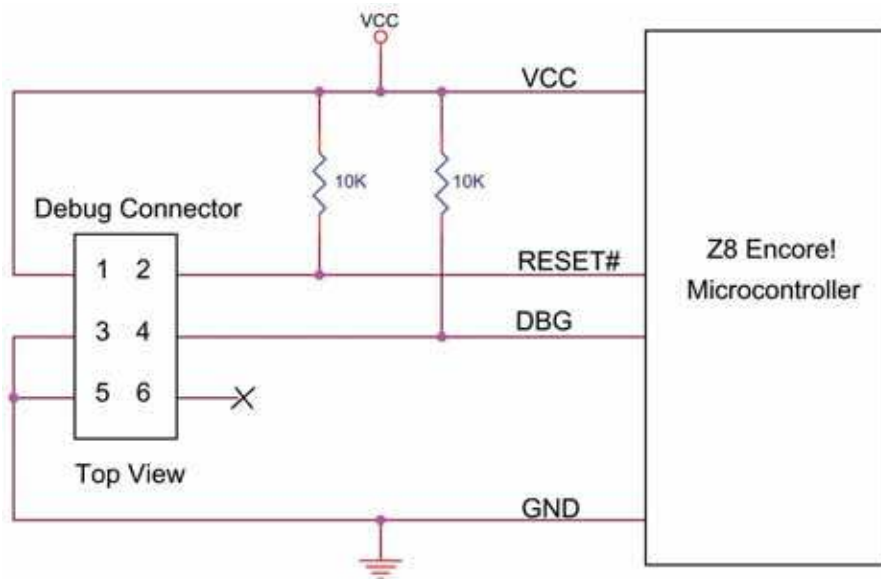 VCC
VCC
10K 10K
Debug Connector
1 2
RESET#
Z8 Encore!
Microcontroller
3 4
DBG
5 6
Top View
GND